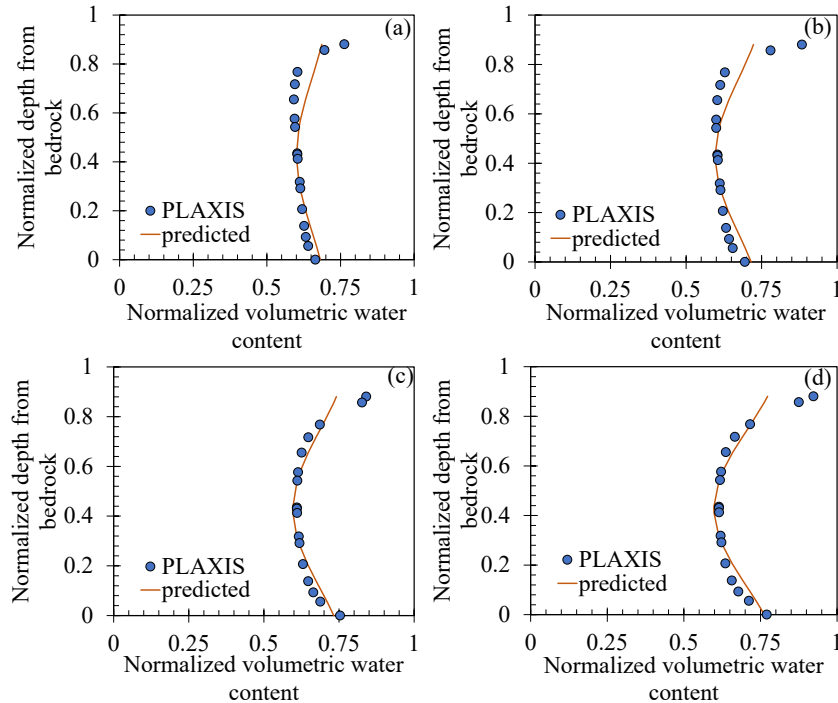 (a)
Normalized depth from
bedrock
1
0.8
0.6
0.4
0.2
0
PLAXIS
predicted
0 0.25 0.5 0.75 1
Normalized volumetric water
content
(b)
Normalized depth from
bedrock
1
0.8
0.6
0.4
0.2
0
PLAXIS
predicted
0 0.25 0.5 0.75 1
Normalized volumetric water
content
(c)
Normalized depth from
bedrock
1
0.8
0.6
0.4
0.2
0
PLAXIS
predicted
0 0.25 0.5 0.75 1
Normalized volumetric water
content
(d)
Normalized depth from
bedrock
1
0.8
0.6
0.4
0.2
0
PLAXIS
predicted
0 0.25 0.5 0.75 1
Normalized volumetric water
content